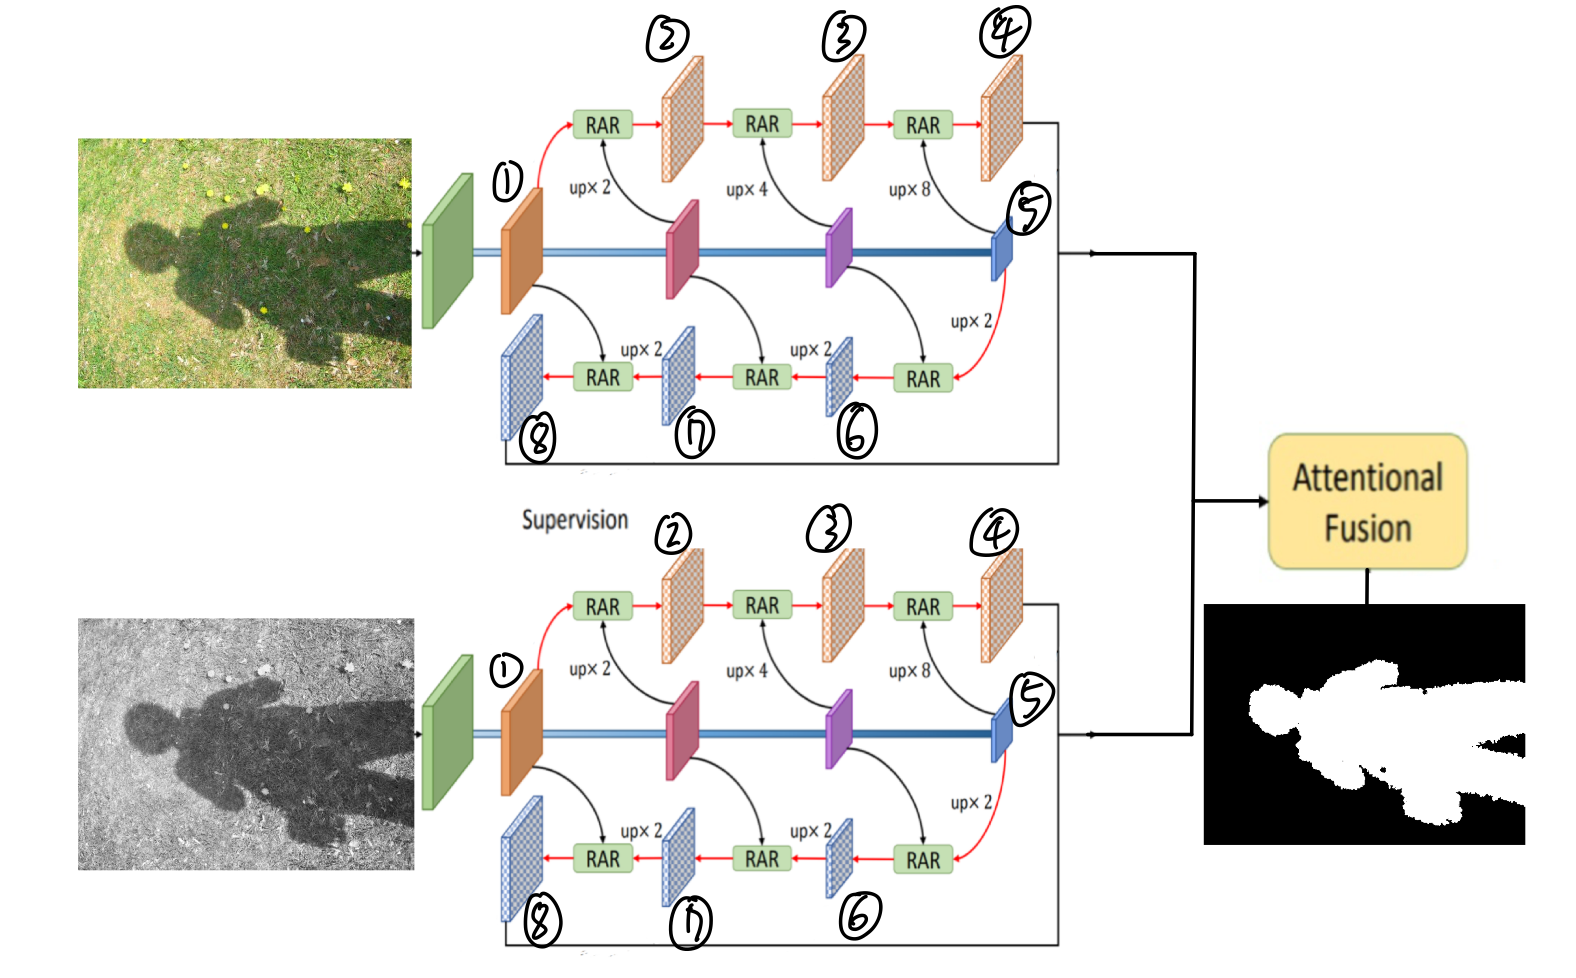 ② ③ ④
RAR RAR RAR
① up× 2 up× 4 up× 8 ⑤
up× 2
up× 2 up× 2
RAR RAR RAR
⑧ ⑦ ⑥
Attentional
Fusion
Supervision
② ③ ④
RAR RAR RAR
① up× 2 up× 4 up× 8 ⑤
up× 2
up× 2 up× 2
RAR RAR RAR
⑧ ⑦ ⑥